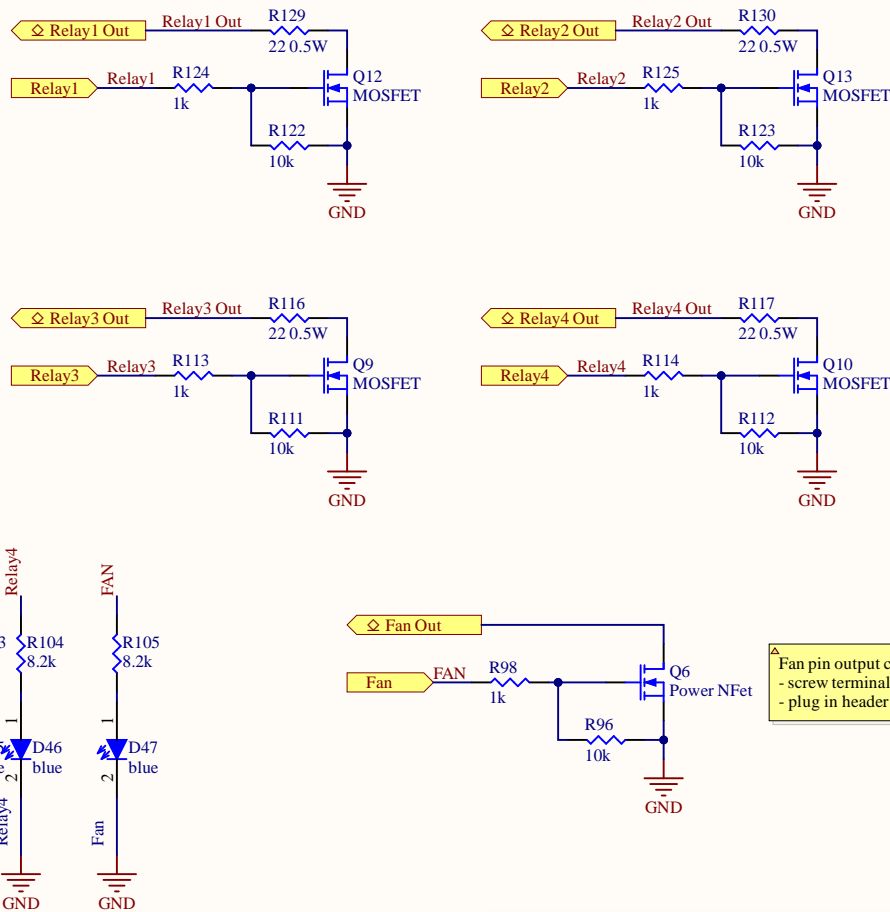 Relay1 Out
Relay1 Out
R129
22 0.5W
Relay1
Relay1
R124
1k
Q12
MOSFET
R122
10k
GND
Relay2 Out
Relay2 Out
R130
22 0.5W
Relay2
Relay2
R125
1k
Q13
MOSFET
R123
10k
GND
Relay3 Out
Relay3 Out
R116
22 0.5W
Relay3
Relay3
R113
1k
Q9
MOSFET
R111
10k
GND
Relay4 Out
Relay4 Out
R117
22 0.5W
Relay4
Relay4
R114
1k
Q10
MOSFET
R112
10k
GND
Relay4
3
R104
8.2k
1
D46
blue
2
Relay4
GND
FAN
R105
8.2k
1
D47
blue
2
Fan
GND
Fan Out
Fan
FAN
R98
1k
Q6
Power NFet
R96
10k
GND
Fan pin output c
- screw terminal
- plug in header